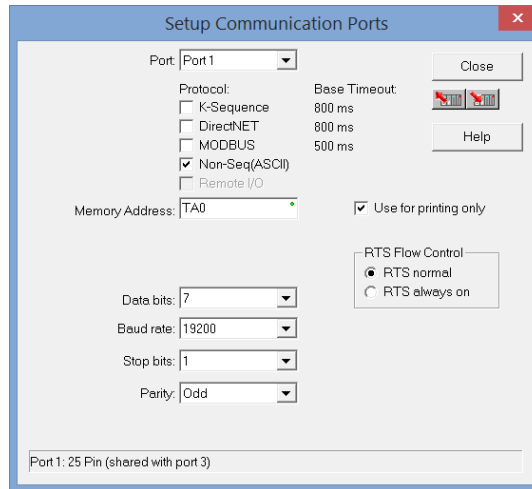 Setup Communication Ports
x
Port: Port 1
Close
Protocol:
Base Timeout:
K-Sequence
800 ms
DirectNET
800 ms
MODBUS
500 ms
Non-Seq(ASCII)
Remote I/O
Help
Memory Address: TA0
Use for printing only
RTS Flow Control
RTS normal
RTS always on
Data bits: 7
Baud rate: 19200
Stop bits: 1
Parity: Odd
Port 1: 25 Pin (shared with port 3)